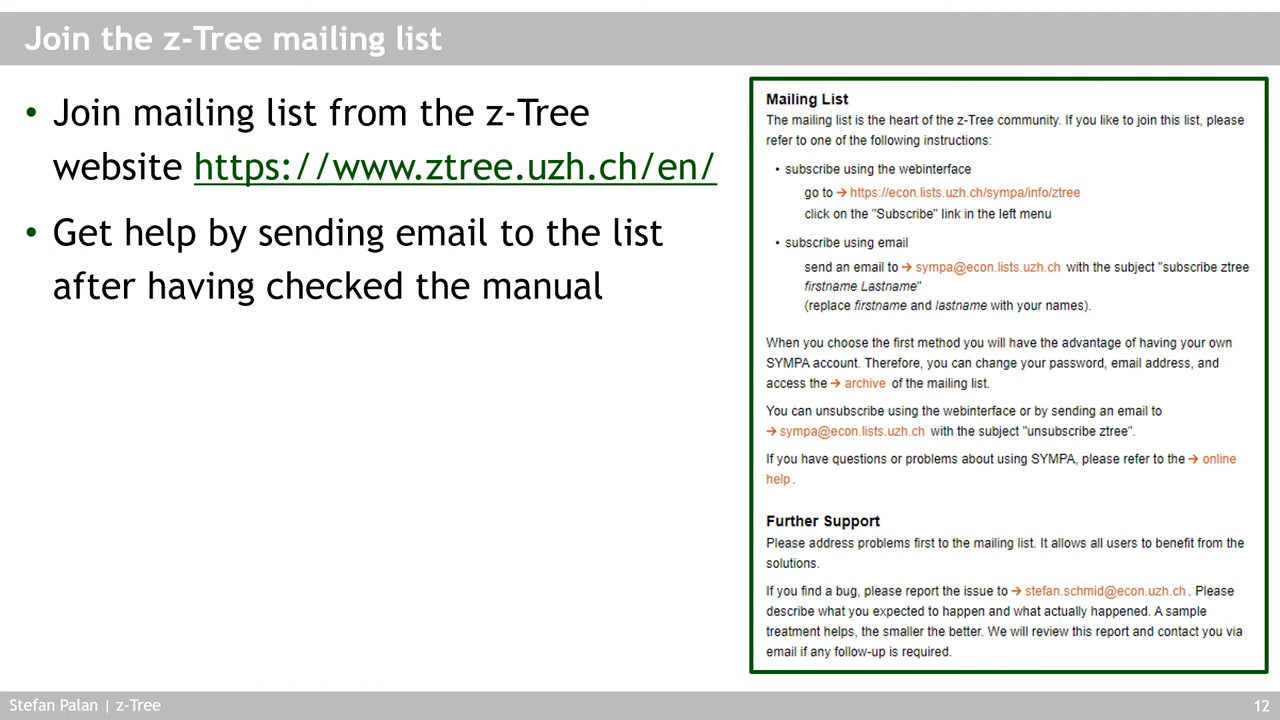 Join the z-Tree mailing list
• Join mailing list from the z-Tree
website https://www.ztree.uzh.ch/en/
• Get help by sending email to the list
after having checked the manual
Mailing List
The mailing list is the heart of the z-Tree community. If you like to join this list, please
refer to one of the following instructions:
• subscribe using the webinterface
go to → https://econ.lists.uzh.ch/sympa/info/ztree
click on the "Subscribe" link in the left menu
• subscribe using email
send an email to → sympa@econ.lists.uzh.ch with the subject "subscribe ztree
firstname Lastname"
(replace firstname and lastname with your names).
When you choose the first method you will have the advantage of having your own
SYMPA account. Therefore, you can change your password, email address, and
access the → archive of the mailing list.
You can unsubscribe using the webinterface or by sending an email to
→ sympa@econ.lists.uzh.ch with the subject "unsubscribe ztree".
If you have questions or problems about using SYMPA, please refer to the → online
help .
Further Support
Please address problems first to the mailing list. It allows all users to benefit from the
solutions.
If you find a bug, please report the issue to → stefan.schmid@econ.uzh.ch . Please
describe what you expected to happen and what actually happened. A sample
treatment helps, the smaller the better. We will review this report and contact you via
email if any follow-up is required.
Stefan Palan | z-Tree
12